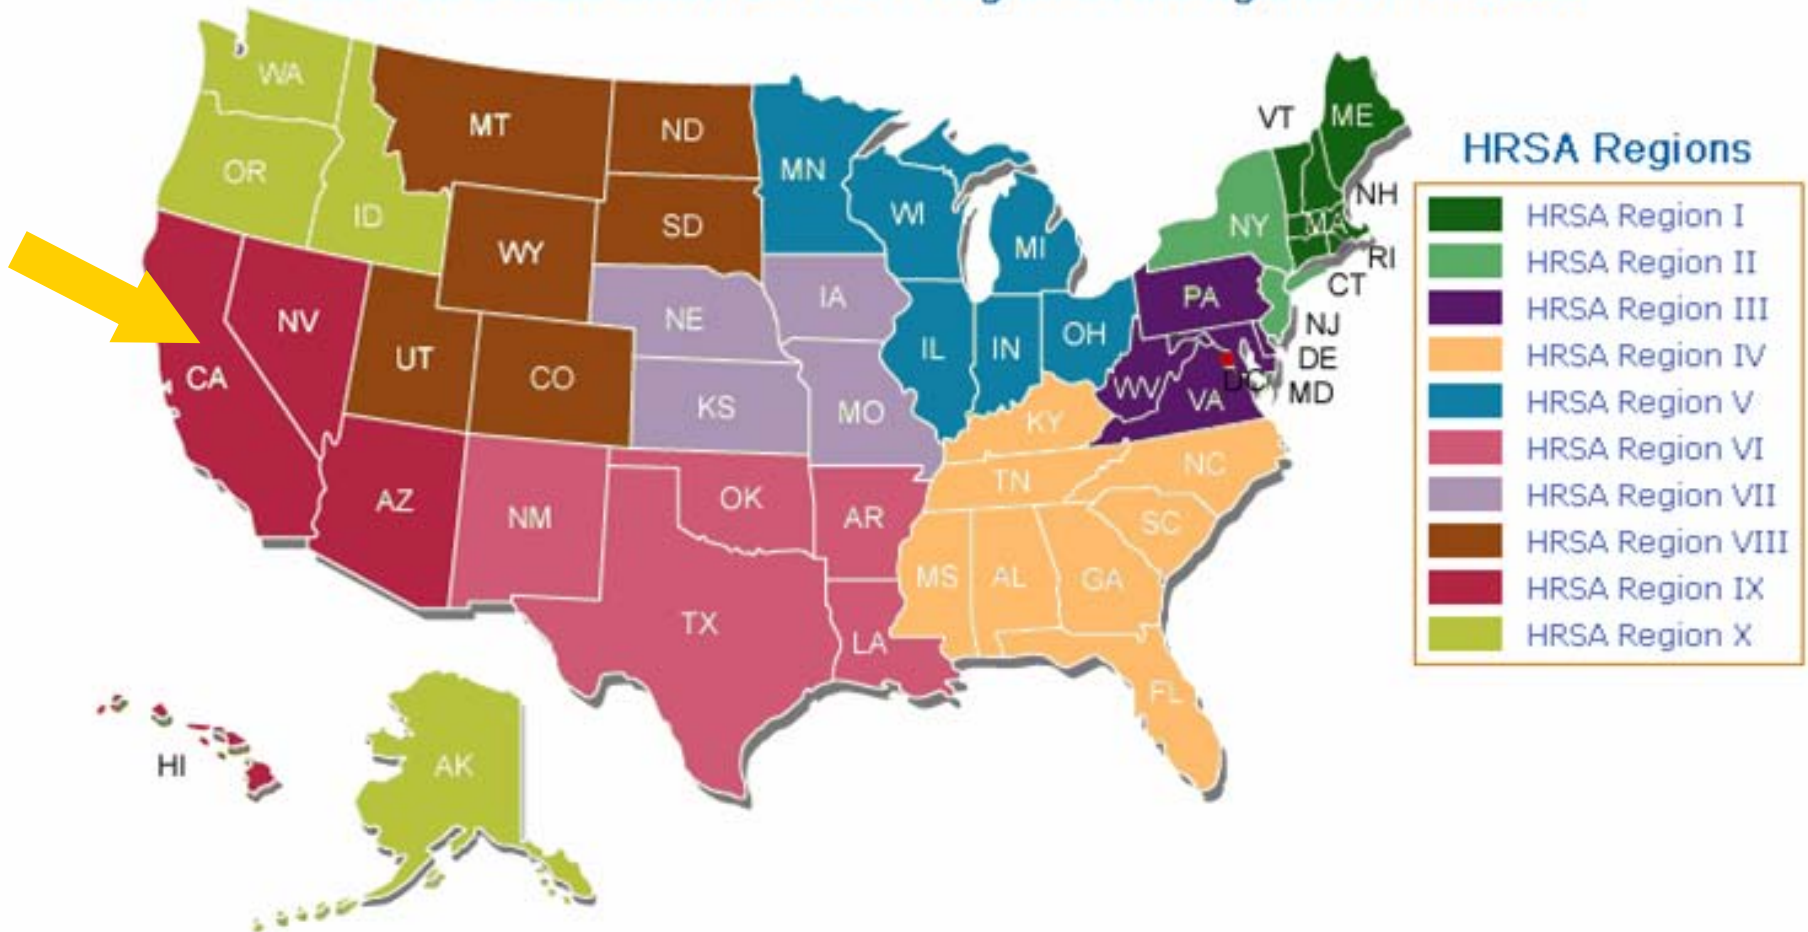 WA
MT
ND
MN
VT
ME
OR
ID
WY
SD
WI
MI
NY
MA
NH
RI
CT
NV
UT
CO
NE
IA
IL
IN
OH
PA
NJ
DE
MD
DC
CA
KS
MO
KY
WV
VA
AZ
NM
OK
AR
TN
NC
SC
TX
LA
MS
AL
GA
FL
HI
AK
HRSA Regions
HRSA Region I
HRSA Region II
HRSA Region III
HRSA Region IV
HRSA Region V
HRSA Region VI
HRSA Region VII
HRSA Region VIII
HRSA Region IX
HRSA Region X